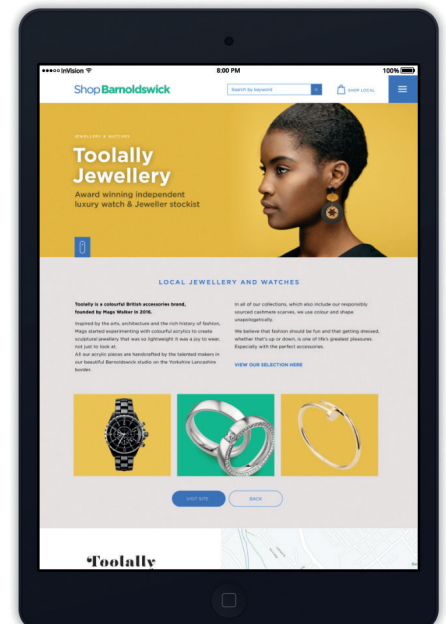 InVision
8:00 PM
100%
Shop Barnoldswick
Search by keyword
SHOP LOCAL
JEWELLERY & WATCHES
Toolally
Jewellery
Award winning independent
luxury watch & Jeweller stockist
LOCAL JEWELLERY AND WATCHES
Toolally is a colourful British accessories brand,
founded by Mags Walker in 2016.
Inspired by the arts, architecture and the rich history of fashion,
Mags started experimenting with colourful acrylics to create
sculptural jewellery that was so lightweight it was a joy to wear,
not just to look at.
All our acrylic pieces are handcrafted by the talented makers in
our beautiful Barnoldswick studio on the Yorkshire Lancashire
border.
In all of our collections, which also include our responsibly
sourced cashmere scarves, we use colour and shape
unapologetically.
We believe that fashion should be fun and that getting dressed,
whether that's up or down, is one of life's greatest pleasures.
Especially with the perfect accessories.
VIEW OUR SELECTION HERE
VISIT SITE
BACK
Toolally